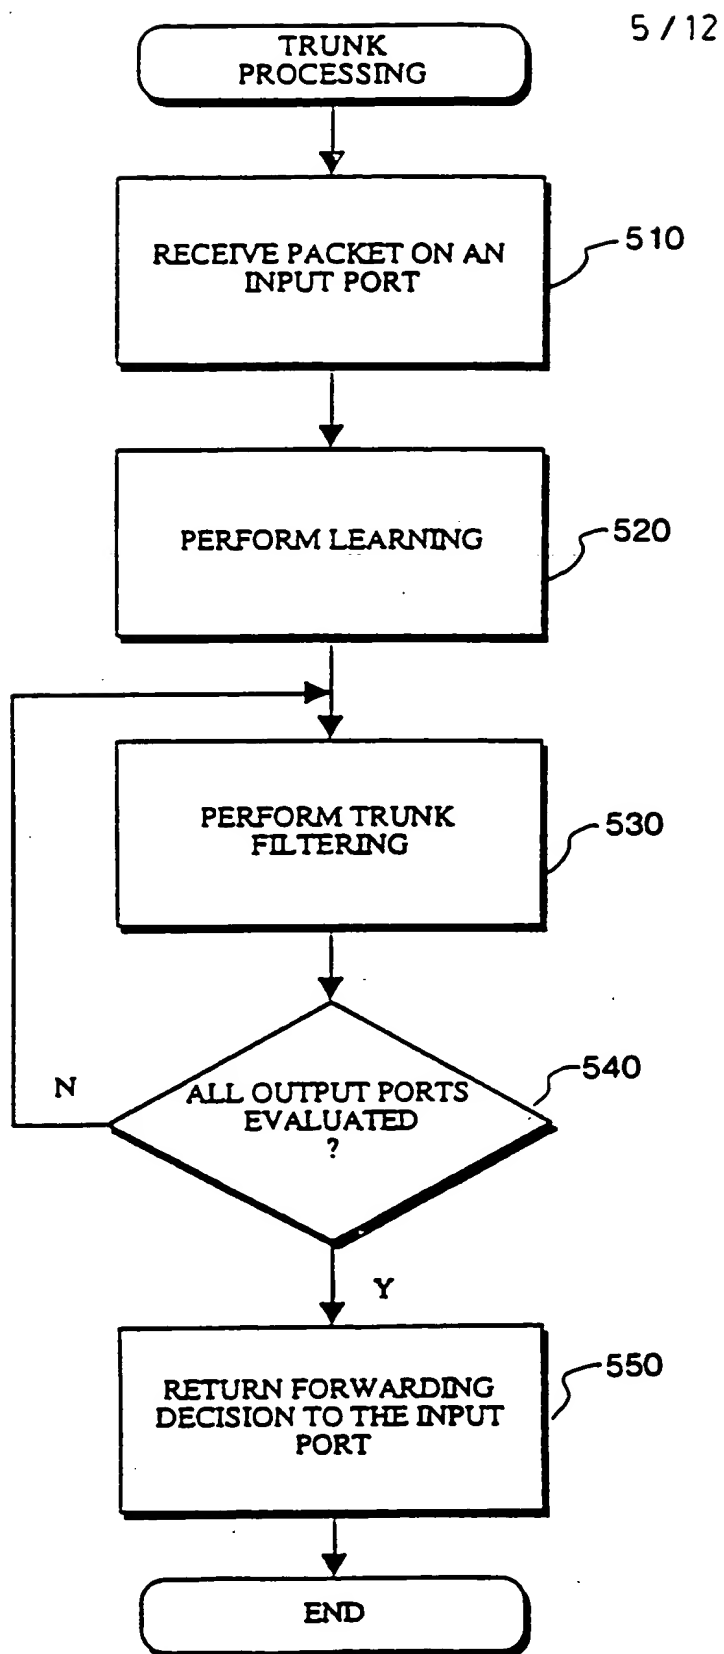 5/12
TRUNK
PROCESSING
RECEIVE PACKET ON AN
INPUT PORT
510
PERFORM LEARNING
520
PERFORM TRUNK
FILTERING
530
N
ALL OUTPUT PORTS
EVALUATED
?
540
Y
RETURN FORWARDING
DECISION TO THE INPUT
PORT
550
END